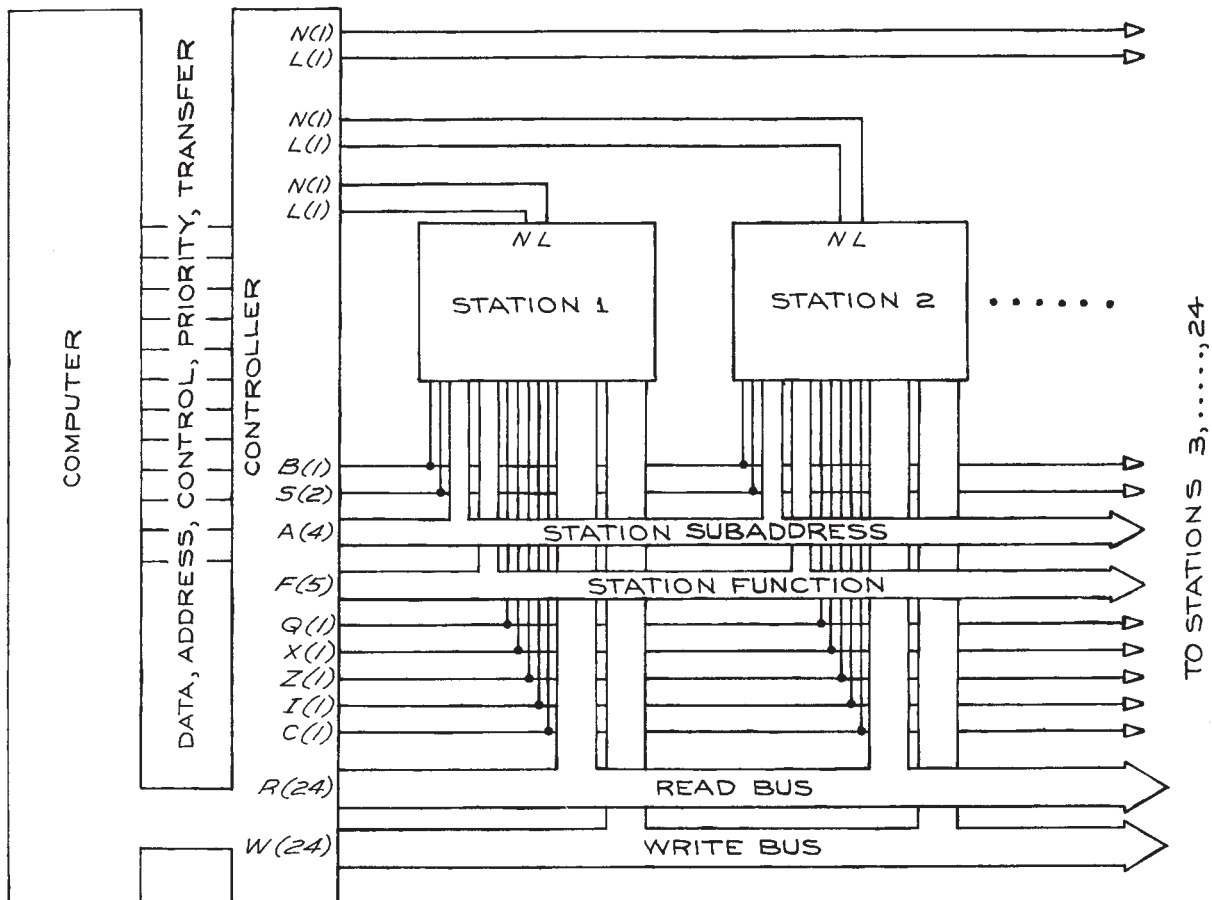 COMPUTER
DATA, ADDRESS, CONTROL, PRIORITY, TRANSFER
CONTROLLER
N(1)
L(1)
N(1)
L(1)
N(1)
L(1)
N L
STATION 1
N L
STATION 2
......
TO STATIONS 3,.....,24
B(1)
S(2)
A(4)
STATION SUBADDRESS
F(5)
STATION FUNCTION
Q(1)
X(1)
Z(1)
I(1)
C(1)
R(24)
READ BUS
W(24)
WRITE BUS